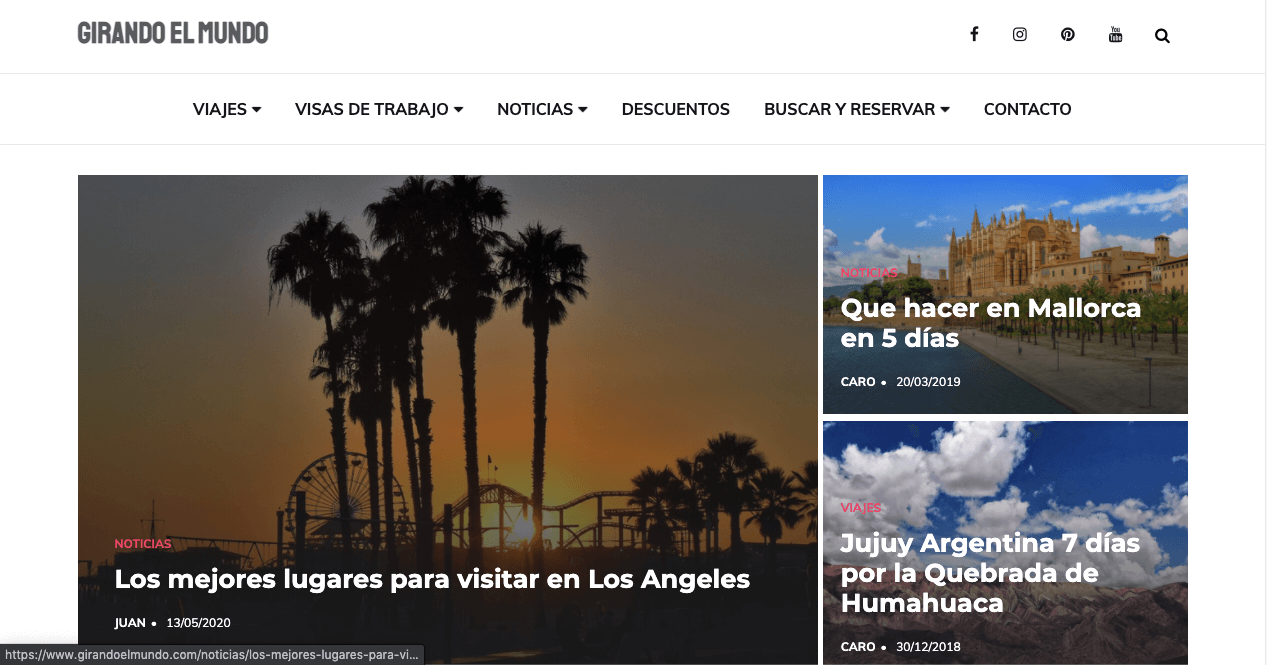 GIRANDO EL MUNDO
You Tube
VIAJES VISAS DE TRABAJO NOTICIAS DESCUENTOS BUSCAR Y RESERVAR CONTACTO
NOTICIAS
Los mejores lugares para visitar en Los Angeles
JUAN • 13/05/2020
NOTICIAS
Que hacer en Mallorca
en 5 días
CARO • 20/03/2019
VIAJES
Jujuy Argentina 7 días
por la Quebrada de
Humahuaca
CARO • 30/12/2018
https://www.girandoelmundo.com/noticias/los-mejores-lugares-para-vi...